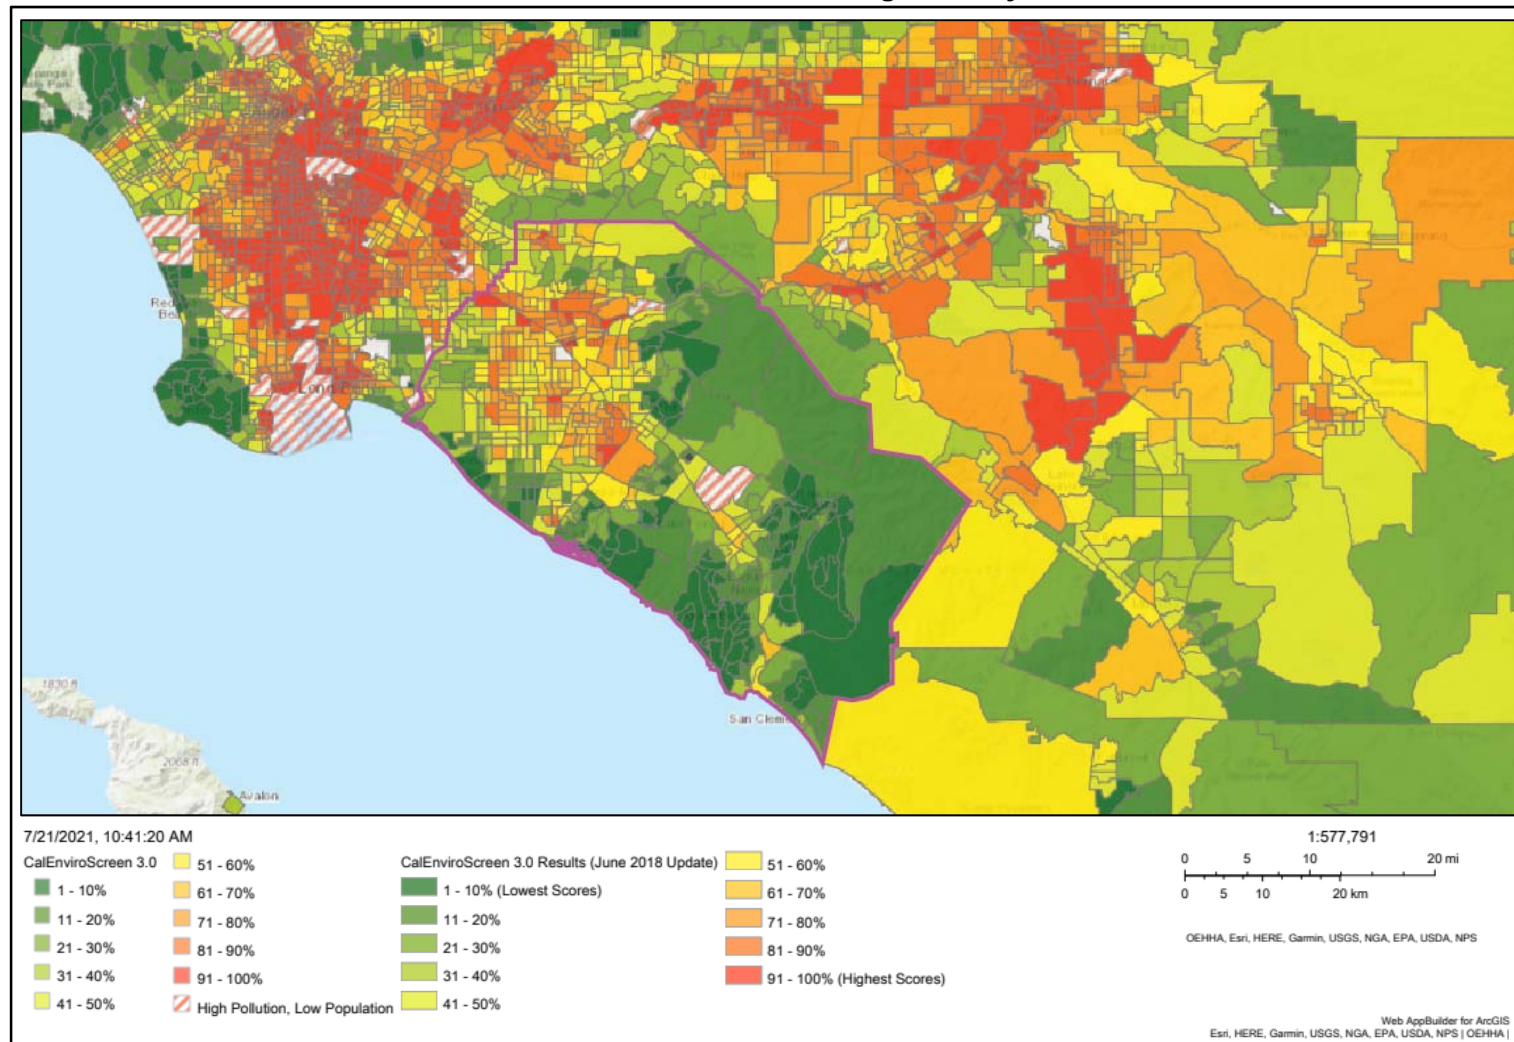 Long B
San Clem
1830 ft
2068 ft
Avalon
7/21/2021, 10:41:20 AM
1:577,791
0 5 10 20 mi
0 5 10 20 km
CalEnviroScreen 3.0
1 - 10%
11 - 20%
21 - 30%
31 - 40%
41 - 50%
51 - 60%
61 - 70%
71 - 80%
81 - 90%
91 - 100%
High Pollution, Low Population
CalEnviroScreen 3.0 Results (June 2018 Update)
1 - 10% (Lowest Scores)
11 - 20%
21 - 30%
31 - 40%
41 - 50%
51 - 60%
61 - 70%
71 - 80%
81 - 90%
91 - 100% (Highest Scores)
OEHHA, Esri, HERE, Garmin, USGS, NGA, EPA, USDA, NPS
Web AppBuilder for ArcGIS
Esri, HERE, Garmin, USGS, NGA, EPA, USDA, NPS | OEHHA |